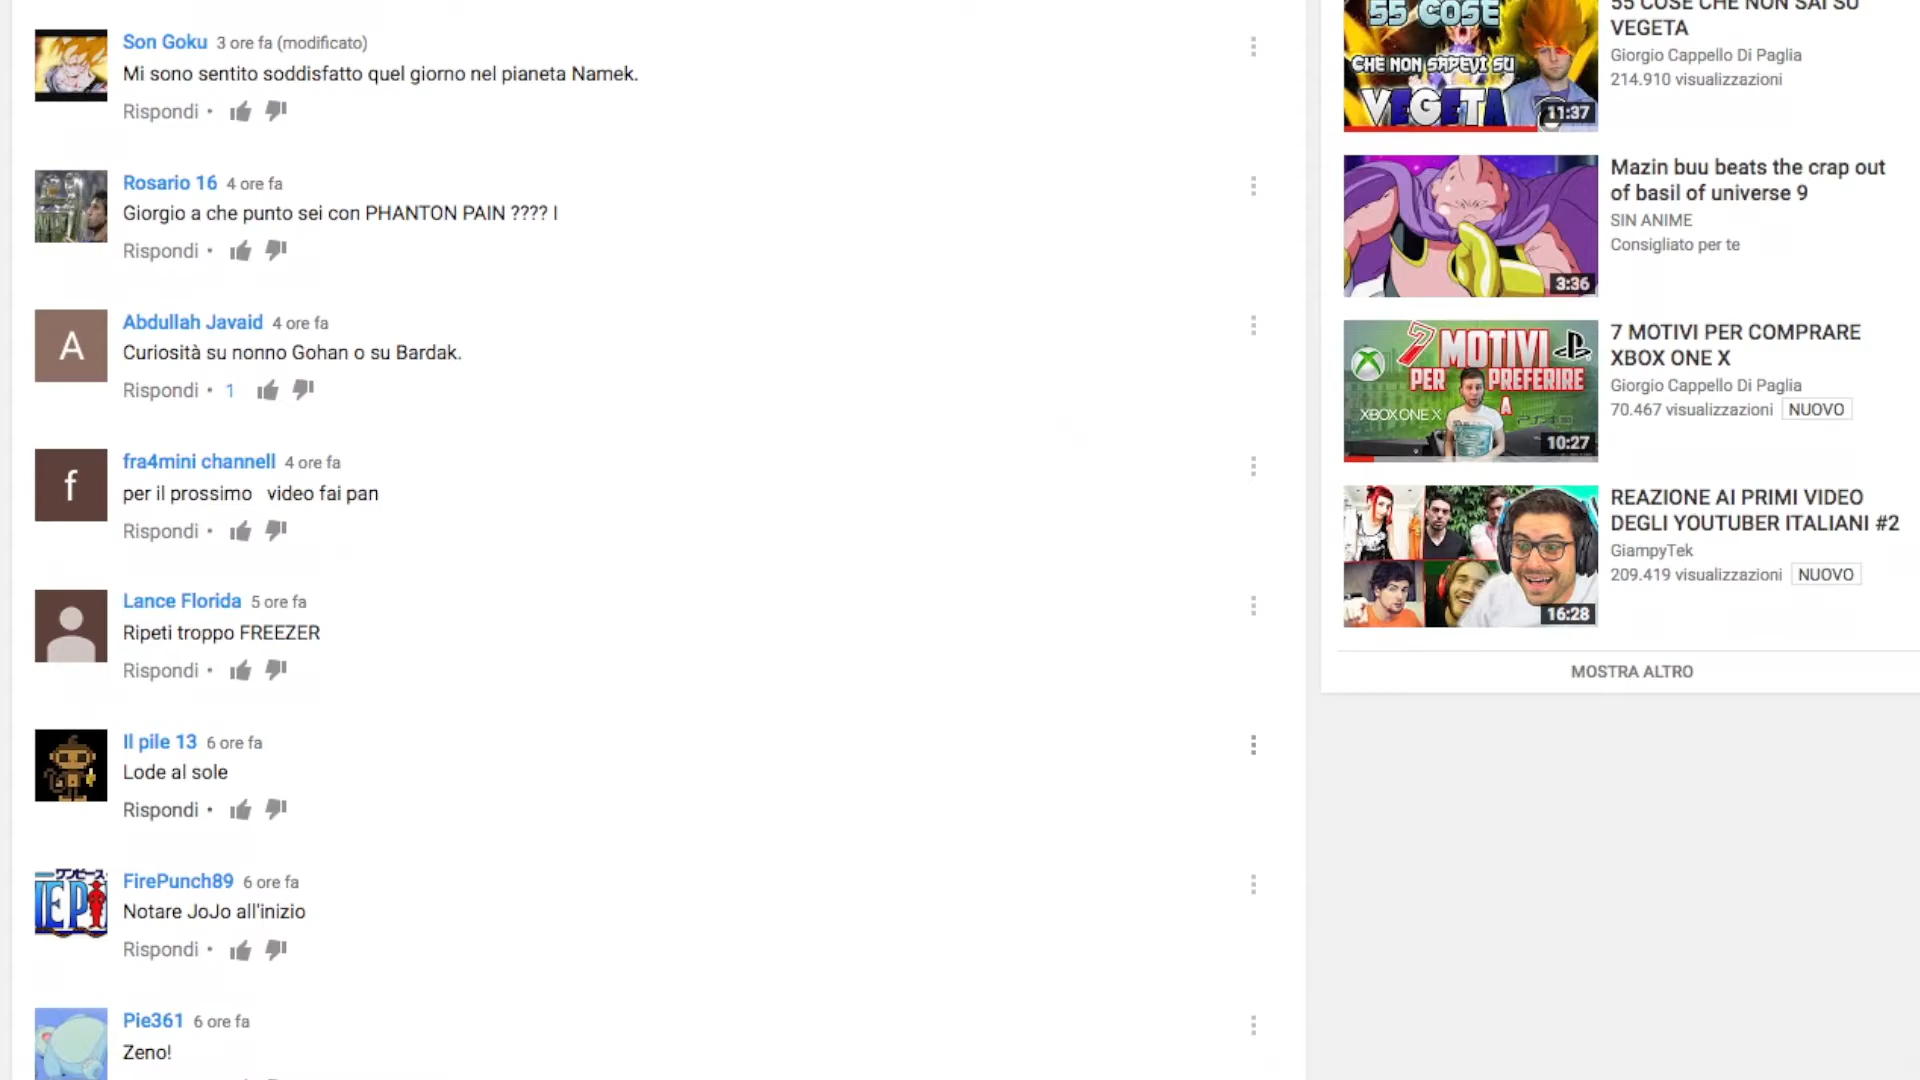 Son Goku 3 ore fa (modificato)
Mi sono sentito soddisfatto quel giorno nel pianeta Namek.
Rispondi •
Rosario 16 4 ore fa
Giorgio a che punto sei con PHANTON PAIN ???? I
Rispondi •
A
Abdullah Javaid 4 ore fa
Curiosità su nonno Gohan o su Bardak.
Rispondi • 1
f
fra4mini channell 4 ore fa
per il prossimo video fai pan
Rispondi •
Lance Florida 5 ore fa
Ripeti troppo FREEZER
Rispondi •
Il pile 13 6 ore fa
Lode al sole
Rispondi •
ワンピース
FirePunch89 6 ore fa
Notare JoJo all'inizio
Rispondi •
Pie361 6 ore fa
Zeno!
55 COSE
CHE NON SAPEVI SU
VEGETA
11:37
55 COSE CHE NON SAI SU
VEGETA
Giorgio Cappello Di Paglia
214.910 visualizzazioni
3:36
Mazin buu beats the crap out
of basil of universe 9
SIN ANIME
Consigliato per te
7 MOTIVI
PER PREFERIRE
XBOX ONE X A PS4
10:27
7 MOTIVI PER COMPRARE
XBOX ONE X
Giorgio Cappello Di Paglia
70.467 visualizzazioni NUOVO
16:28
REAZIONE AI PRIMI VIDEO
DEGLI YOUTUBER ITALIANI #2
GiampyTek
209.419 visualizzazioni NUOVO
MOSTRA ALTRO